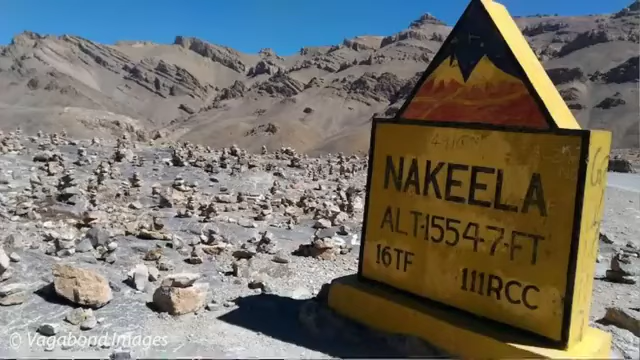 NAKEELA
ALT-15547-FT
16TF 111RCC
© Vagabond Images